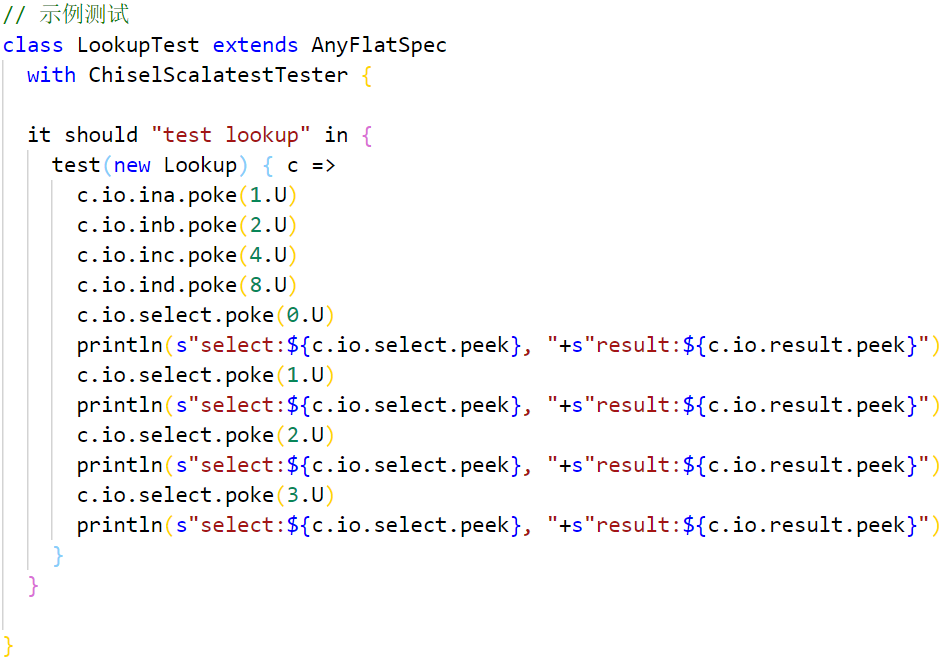 // 示例测试
class LookupTest extends AnyFlatSpec
  with ChiselScalatestTester {
  it should "test lookup" in {
    test(new Lookup) { c =>
      c.io.ina.poke(1.U)
      c.io.inb.poke(2.U)
      c.io.inc.poke(4.U)
      c.io.ind.poke(8.U)
      c.io.select.poke(0.U)
      println(s"select:${c.io.select.peek}, "+s"result:${c.io.result.peek}")
      c.io.select.poke(1.U)
      println(s"select:${c.io.select.peek}, "+s"result:${c.io.result.peek}")
      c.io.select.poke(2.U)
      println(s"select:${c.io.select.peek}, "+s"result:${c.io.result.peek}")
      c.io.select.poke(3.U)
      println(s"select:${c.io.select.peek}, "+s"result:${c.io.result.peek}")
    }
  }
}